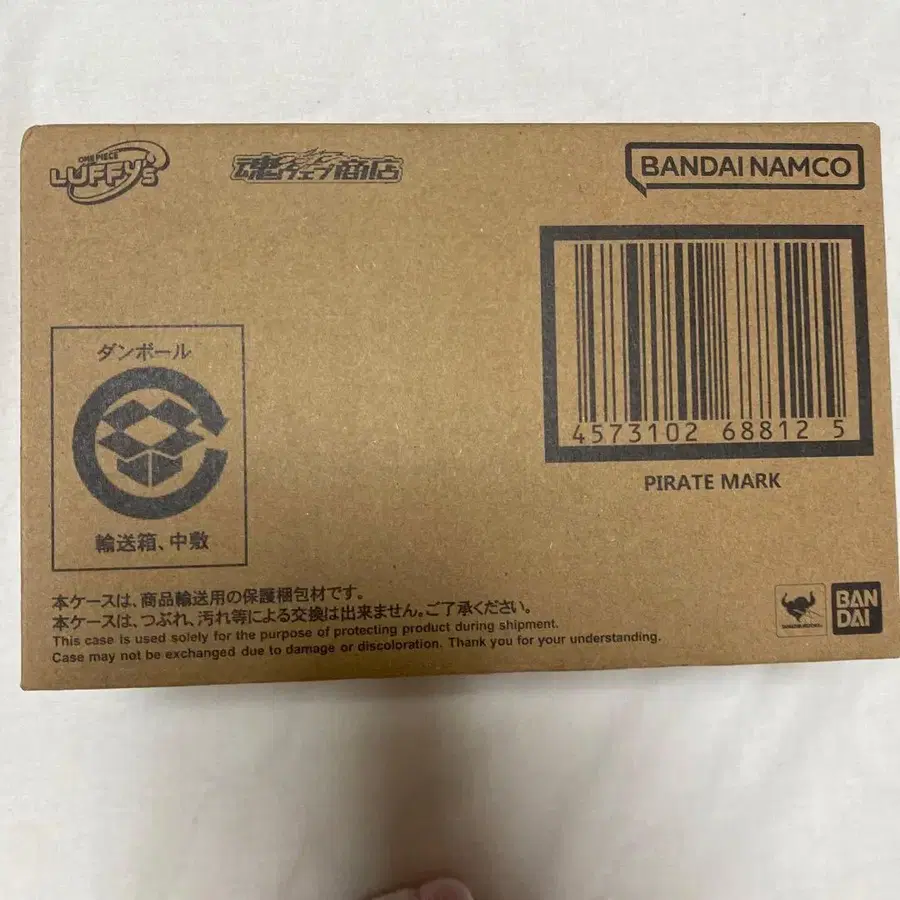 ONE PIECE
LUFFY's
魂ウェブ商店
BANDAI NAMCO
ダンボール
輸送箱、中敷
4573102 68812 5
PIRATE MARK
本ケースは、商品輸送用の保護梱包材です。
本ケースは、つぶれ、汚れ等による交換は出来ません。ご了承ください。
This case is used solely for the purpose of protecting product during shipment.
Case may not be exchanged due to damage or discoloration. Thank you for your understanding.
BAN
DAI